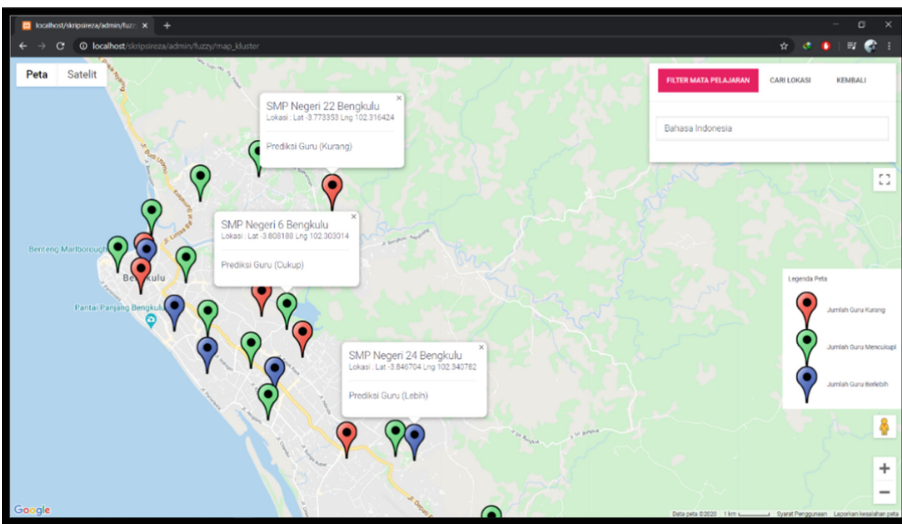 localhost/skripsireza/admin/fuzz
localhost/skripsireza/admin/fuzzy/map_kluster
Peta Satelit
FILTER MATA PELAJARAN CARI LOKASI KEMBALI
Bahasa Indonesia
SMP Negeri 22 Bengkulu
Lokasi : Lat -3.773353 Lng 102.316424
Prediksi Guru (Kurang)
SMP Negeri 6 Bengkulu
Lokasi : Lat -3.808188 Lng 102.303014
Prediksi Guru (Cukup)
Benteng Marlborough
Bengkulu
Pantai Panjang Bengkulu
SMP Negeri 24 Bengkulu
Lokasi : Lat -3.846704 Lng 102.340762
Prediksi Guru (Lebih)
Legenda Peta
Jumlah Guru Kurang
Jumlah Guru Mencukupi
Jumlah Guru Berlebih
Google
Data peta ©2020 1 km Syarat Penggunaan Laporkan kesalahan peta